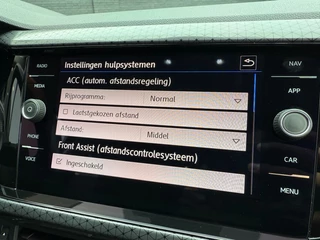 Instellingen hulpsystemen
ACC (autom. afstandsregeling)
Rijprogramma: Normal
Laatstgekozen afstand
Afstand: Middel
Front Assist (afstandscontrolesysteem)
Ingeschakeld
RADIO
MEDIA
PHONE
VOICE
NAV
APP
CAR
MENU